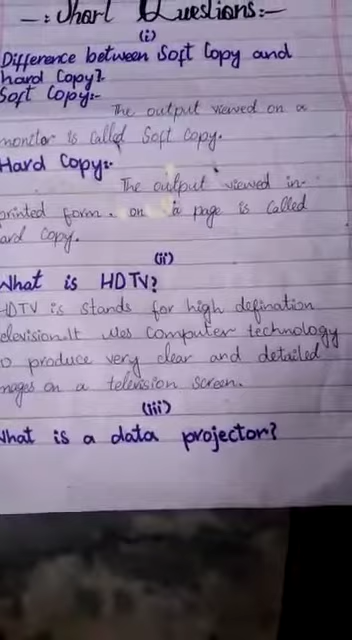 -: Short Questions:-
(i)
Difference between Soft Copy and
hard Copy?
Soft Copy:-
The output viewed on a
monitor is called Soft Copy.
Hard Copy:-
The output viewed in
printed form. on a page is called
ard Copy.
(ii)
What is HDTV?
HDTV is stands for high defination
elevision.It uses Computer technology
o produce very clear and detailed
mages on a television screen.
(iii)
What is a data projector?